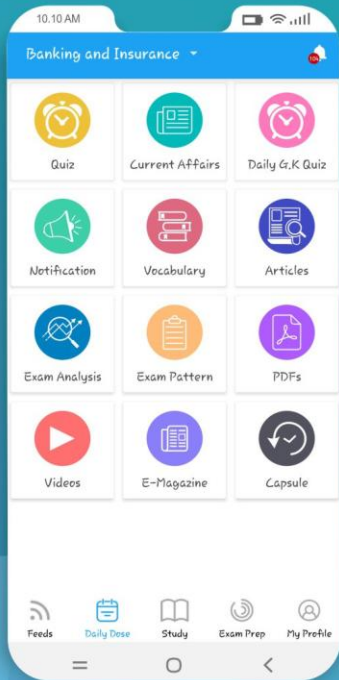 10.10 AM
Banking and Insurance
Quiz
Current Affairs
Daily G.K Quiz
Notification
Vocabulary
Articles
Exam Analysis
Exam Pattern
PDFs
Videos
E-Magazine
Capsule
Feeds
Daily Dose
Study
Exam Prep
My Profile